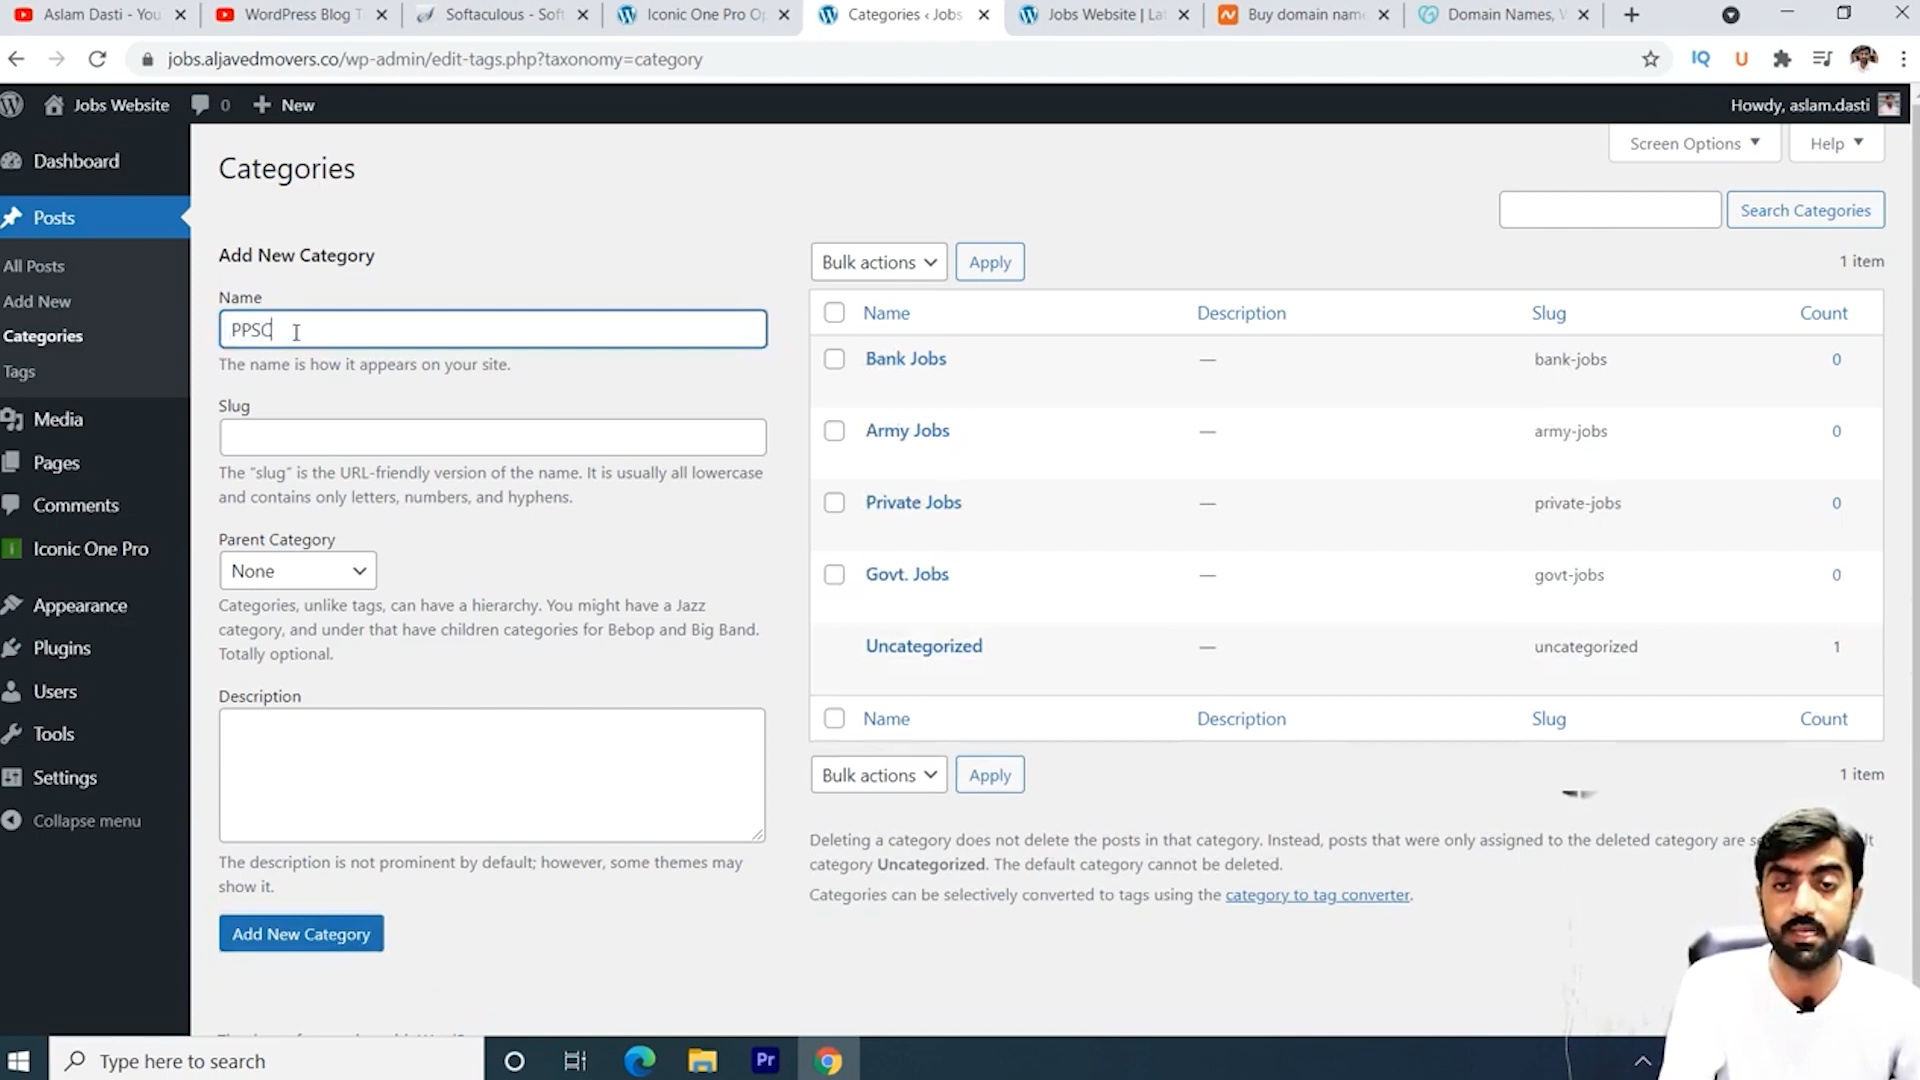 Aslam Dasti - You
WordPress Blog T
Softaculous - Soft
Iconic One Pro Op
Categories ‹ Jobs
Jobs Website | Lat
Buy domain name
Domain Names, W
jobs.aljavedmovers.co/wp-admin/edit-tags.php?taxonomy=category
IQ
U
Jobs Website
0
New
Howdy, aslam.dasti
Dashboard
Posts
All Posts
Add New
Categories
Tags
Media
Pages
Comments
Iconic One Pro
Appearance
Plugins
Users
Tools
Settings
Collapse menu
Screen Options
Help
Categories
Search Categories
Add New Category
Name
PPSC
The name is how it appears on your site.
Slug
The “slug” is the URL-friendly version of the name. It is usually all lowercase
and contains only letters, numbers, and hyphens.
Parent Category
None
Categories, unlike tags, can have a hierarchy. You might have a Jazz
category, and under that have children categories for Bebop and Big Band.
Totally optional.
Description
The description is not prominent by default; however, some themes may
show it.
Add New Category
Bulk actions
Apply
1 item
Name Description Slug Count
Bank Jobs — bank-jobs 0
Army Jobs — army-jobs 0
Private Jobs — private-jobs 0
Govt. Jobs — govt-jobs 0
Uncategorized — uncategorized 1
Name Description Slug Count
Bulk actions
Apply
1 item
Deleting a category does not delete the posts in that category. Instead, posts that were only assigned to the deleted category are
category Uncategorized. The default category cannot be deleted.
Categories can be selectively converted to tags using the category to tag converter.
Type here to search
Pr